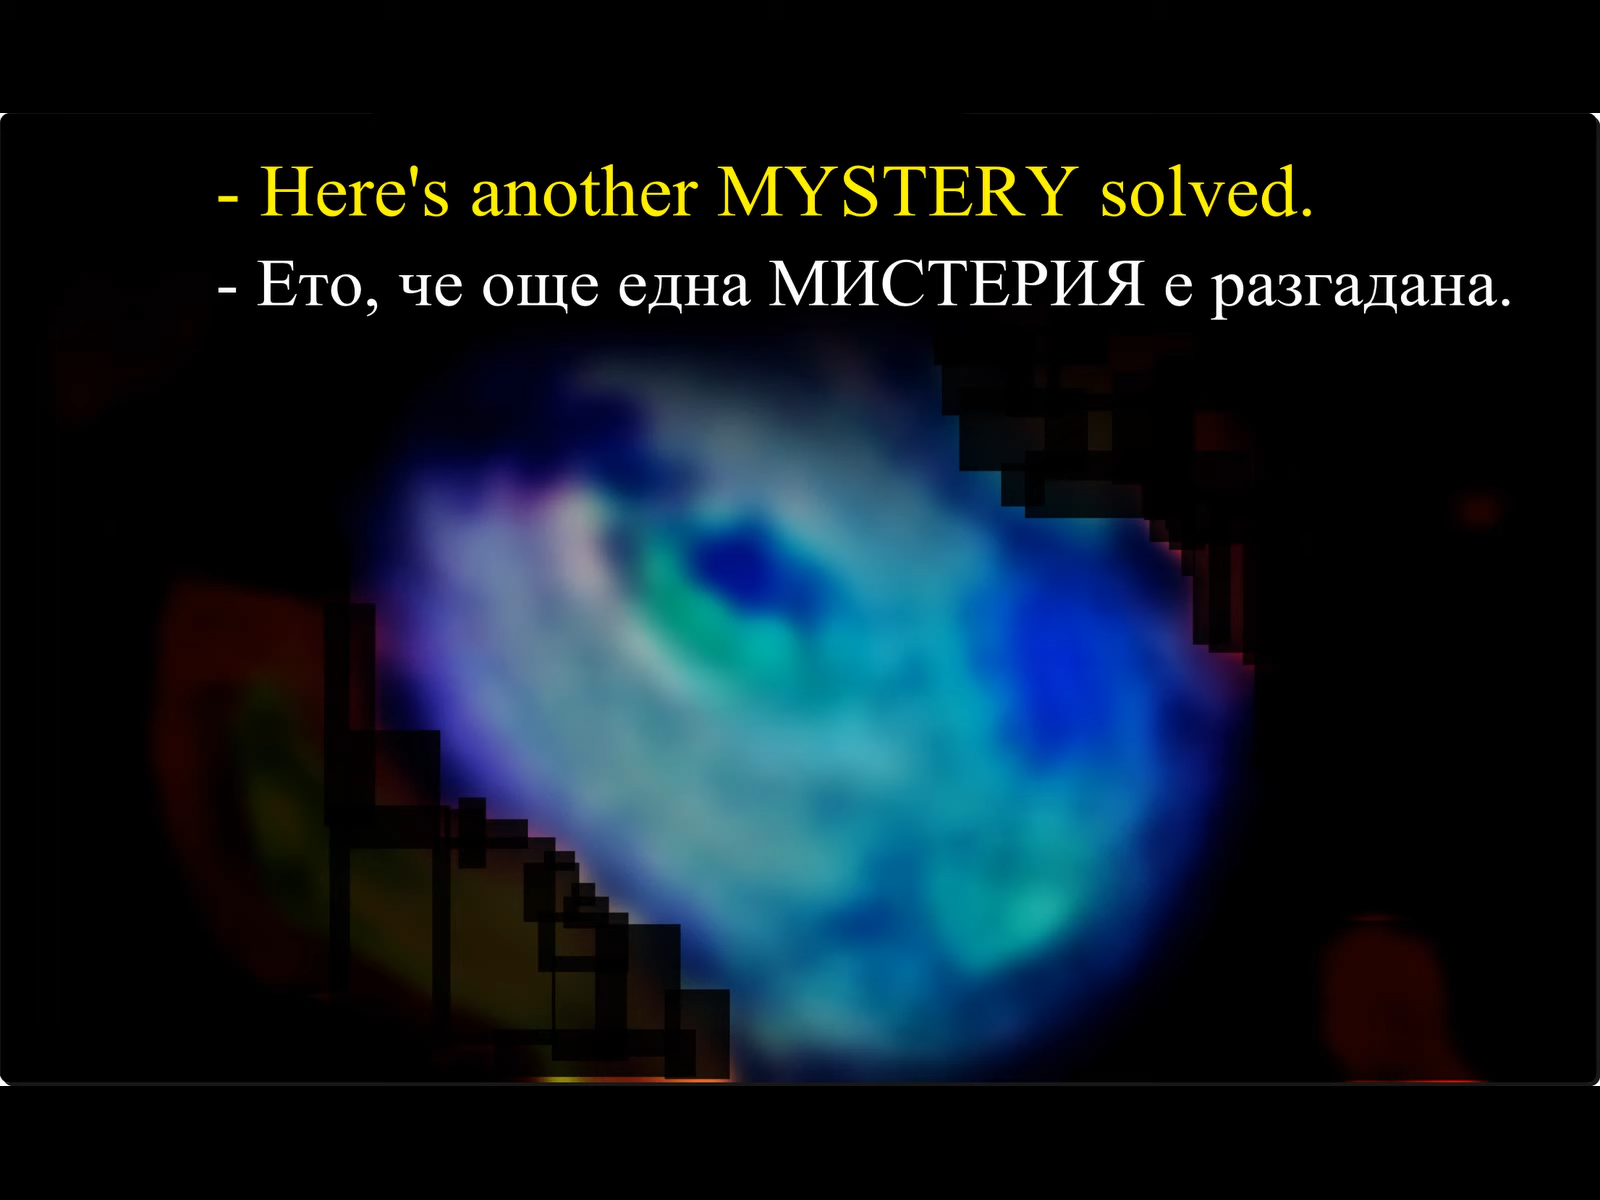 - Here's another MYSTERY solved.
- Ето, че още една МИСТЕРИЯ е разгадана.